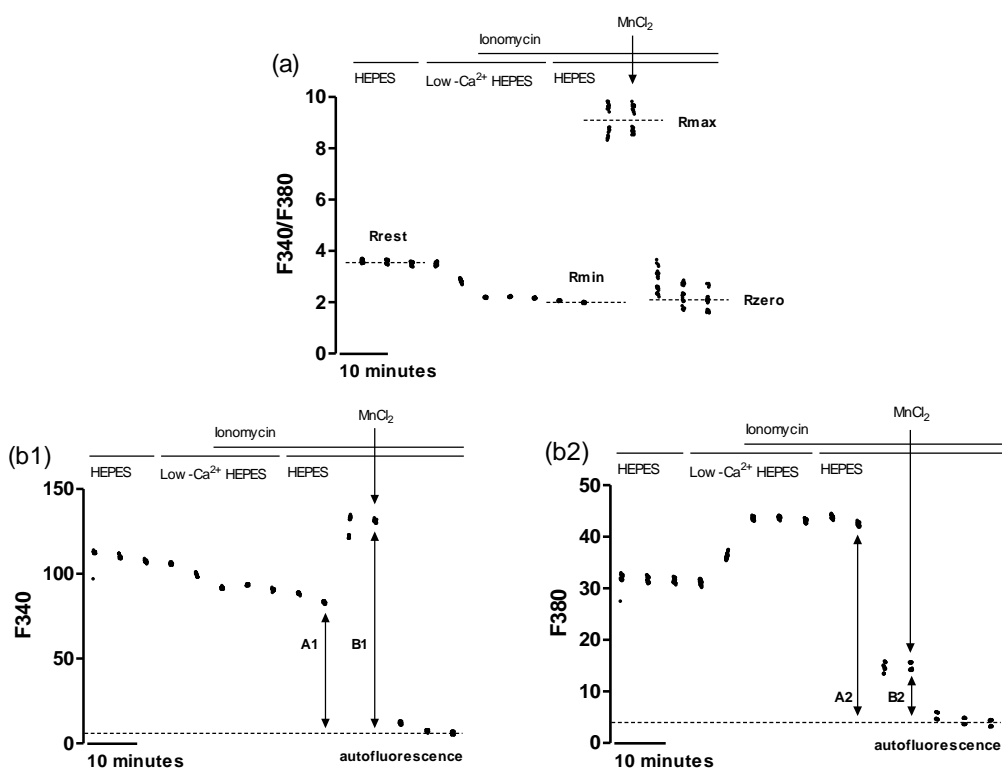 MnCl₂
Ionomycin
(a)
HEPES Low -Ca²⁺ HEPES HEPES
10
8
6
4
2
0
F340/F380
Rrest
Rmin
Rmax
Rzero
10 minutes
MnCl₂
Ionomycin
(b1)
HEPES Low -Ca²⁺ HEPES HEPES
150
100
50
0
F340
A1
B1
autofluorescence
10 minutes
MnCl₂
Ionomycin
(b2)
HEPES Low -Ca²⁺ HEPES HEPES
50
40
30
20
10
0
F380
A2
B2
autofluorescence
10 minutes